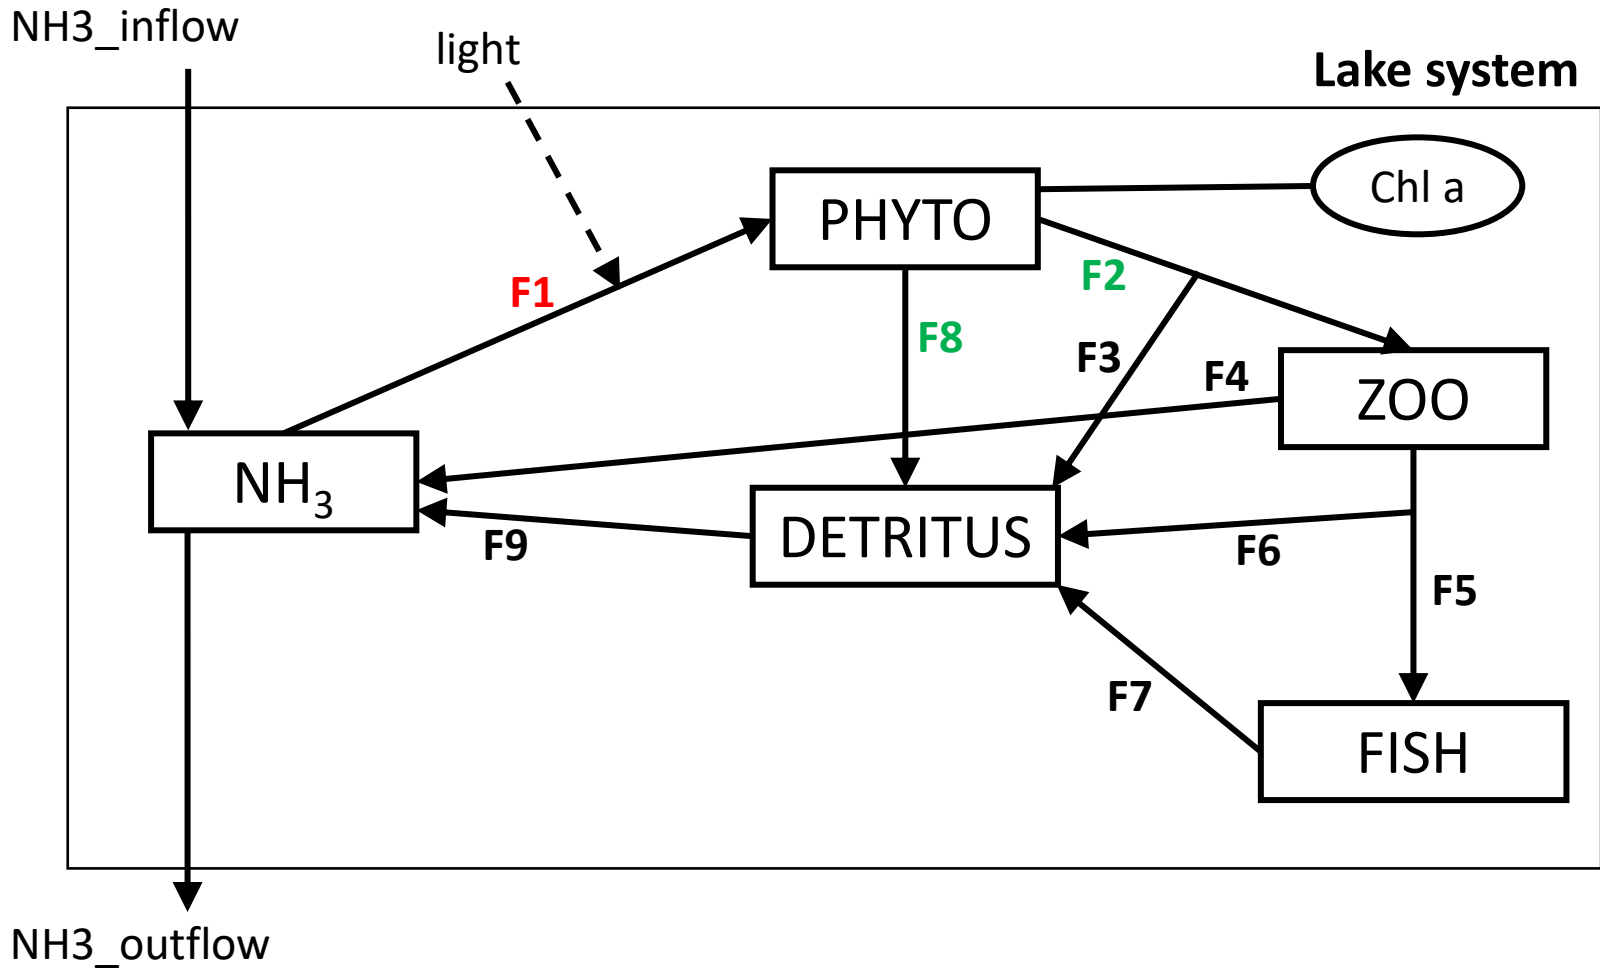 NH3_inflow
light
Lake system
PHYTO
Chl a
F1
F2
F8
F3
F4
ZOO
NH₃
DETRITUS
F9
F6
F5
F7
FISH
NH3_outflow